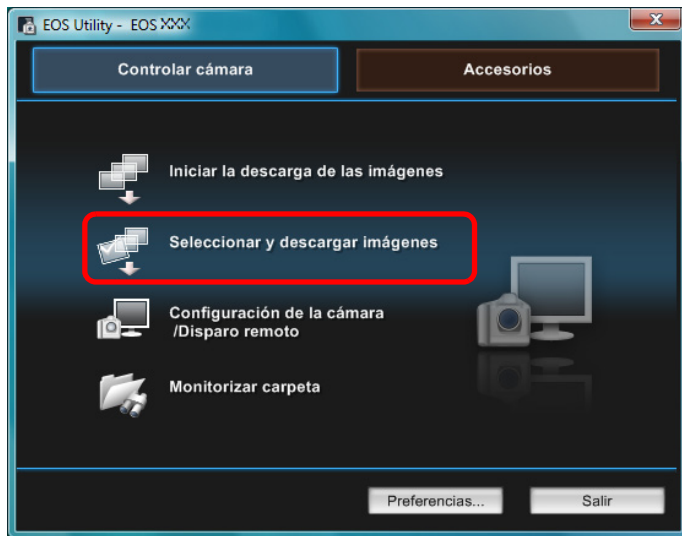 EOS Utility - EOS XXX
Controlar cámara
Accesorios
Iniciar la descarga de las imágenes
Seleccionar y descargar imágenes
Configuración de la cámara
/Disparo remoto
Monitorizar carpeta
Preferencias...
Salir